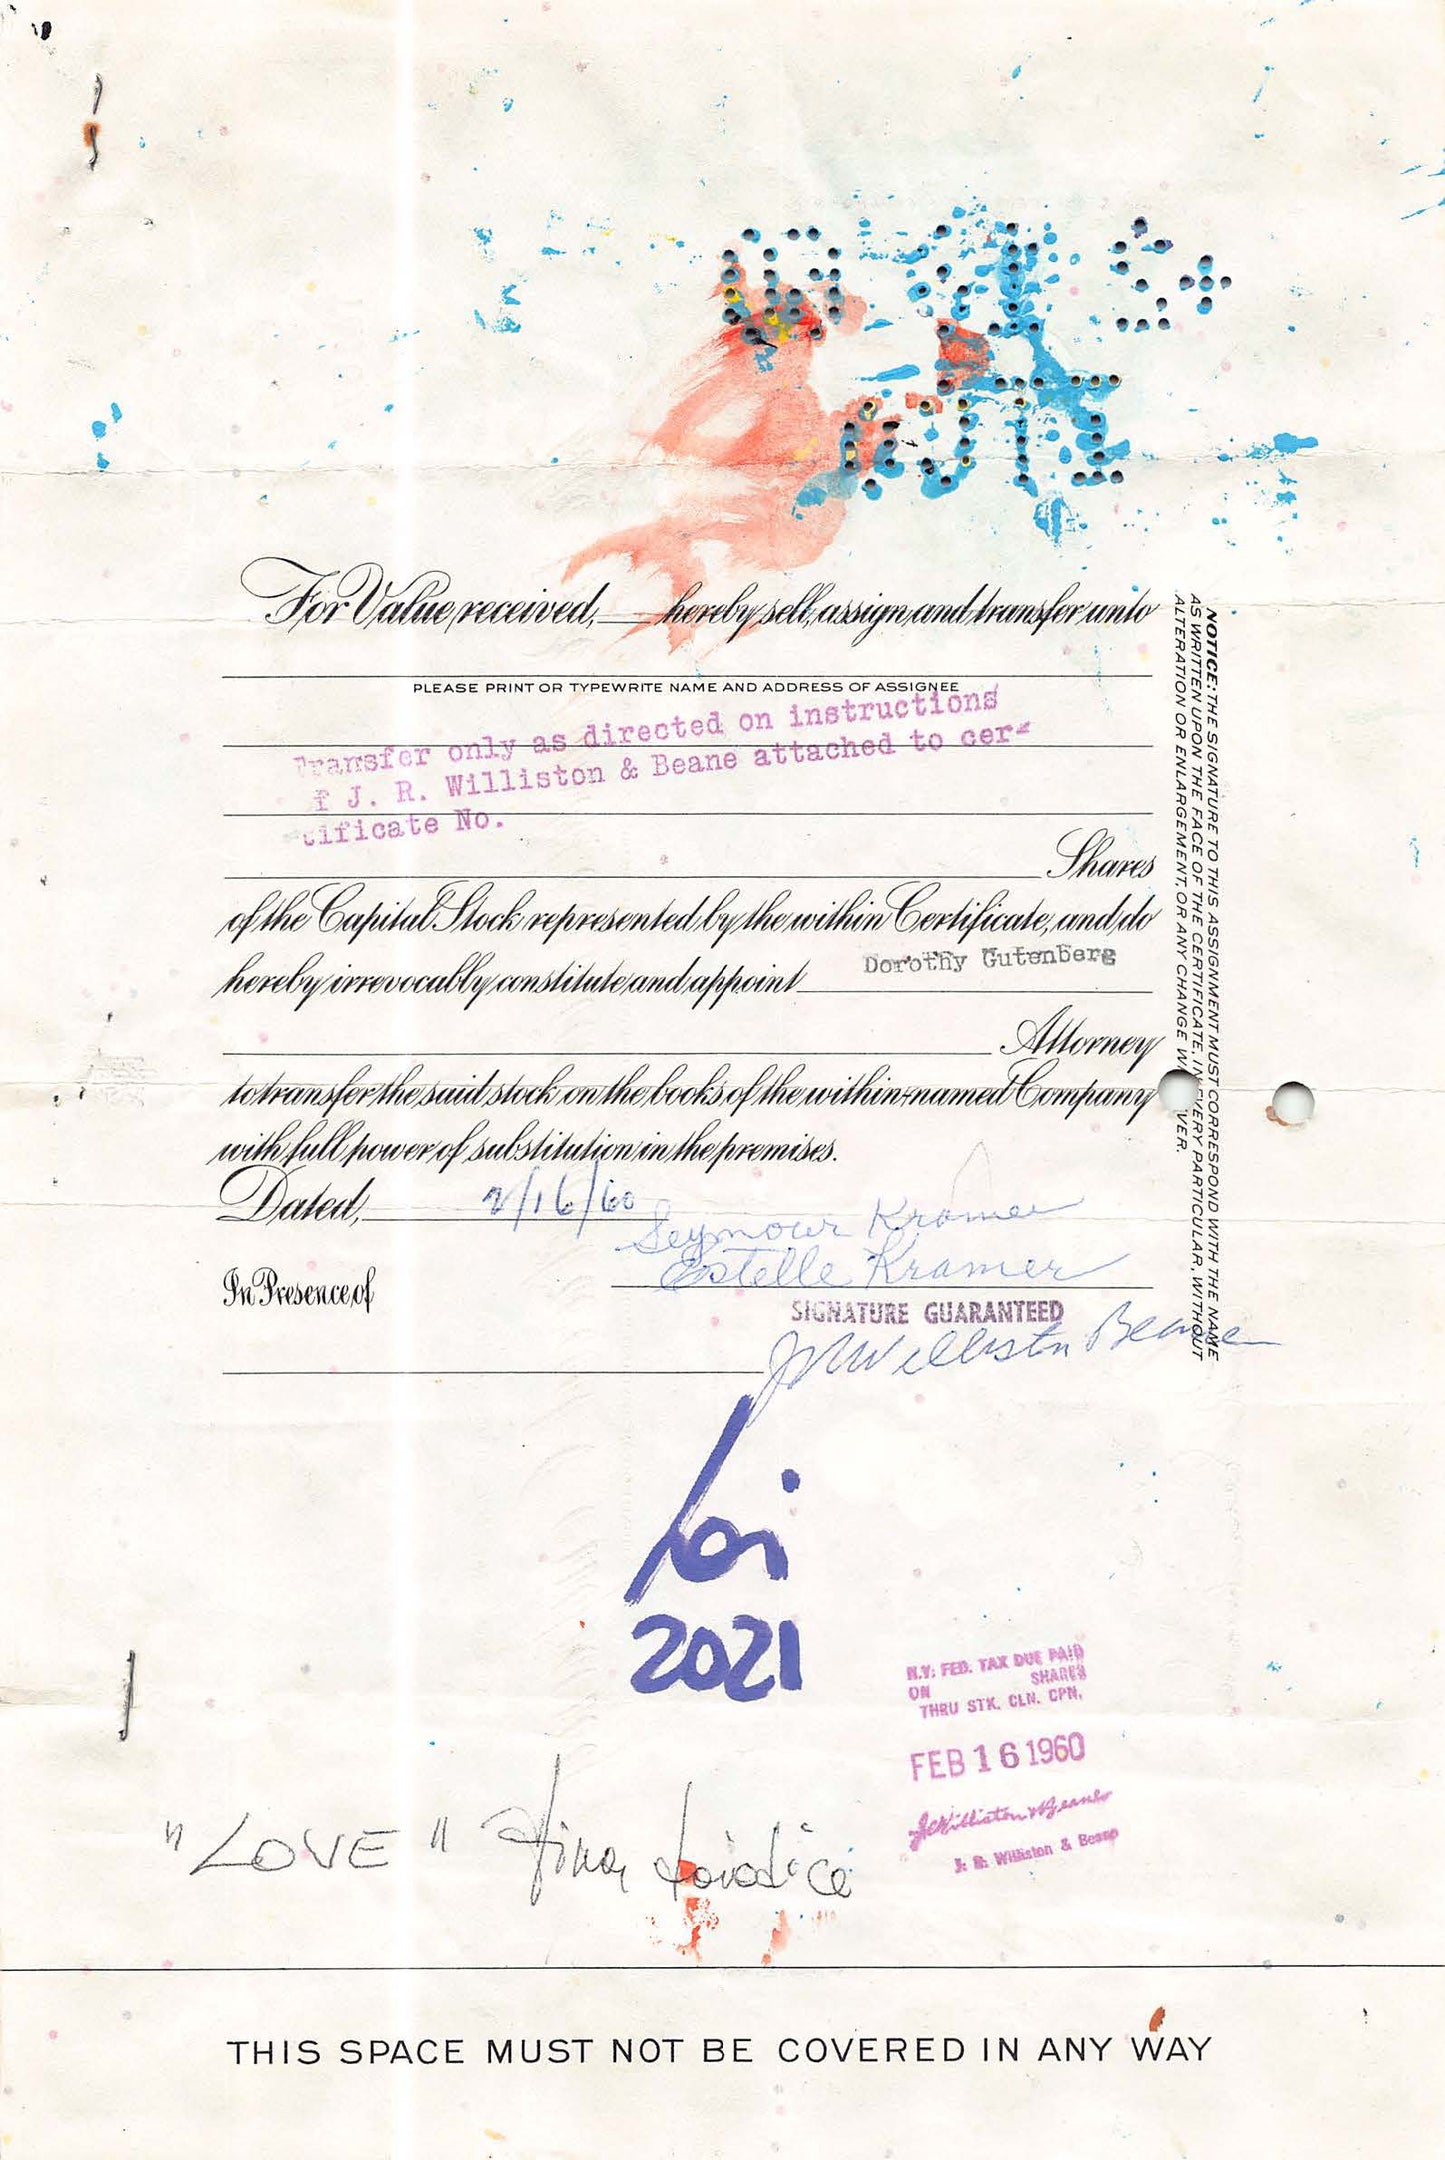 For Value received, hereby sell, assign and transfer unto
PLEASE PRINT OR TYPEWRITE NAME AND ADDRESS OF ASSIGNEE
Transfer only as directed on instructions
f J. R. Williston & Beane attached to cer-
tificate No.
Shares
of the Capital Stock represented by the within Certificate, and do
hereby irrevocably constitute and appoint Dorothy Gutenberg
Attorney
to transfer the said stock on the books of the within-named Company
with full power of substitution in the premises.
Dated, 2/16/60
Seymour Kramer
Estelle Kramer
In Presence of
SIGNATURE GUARANTEED
J R Williston Beane
NOTICE: THE SIGNATURE TO THIS ASSIGNMENT MUST CORRESPOND WITH THE NAME
AS WRITTEN UPON THE FACE OF THE CERTIFICATE, IN EVERY PARTICULAR, WITHOUT
ALTERATION OR ENLARGEMENT, OR ANY CHANGE W VER.
Loi
2021
N.Y. FED. TAX DUE PAID
ON SHARES
THRU STK. CLN. CPN.
FEB 16 1960
J R Williston & Beane
J. R. Williston & Beane
"LOVE"
THIS SPACE MUST NOT BE COVERED IN ANY WAY